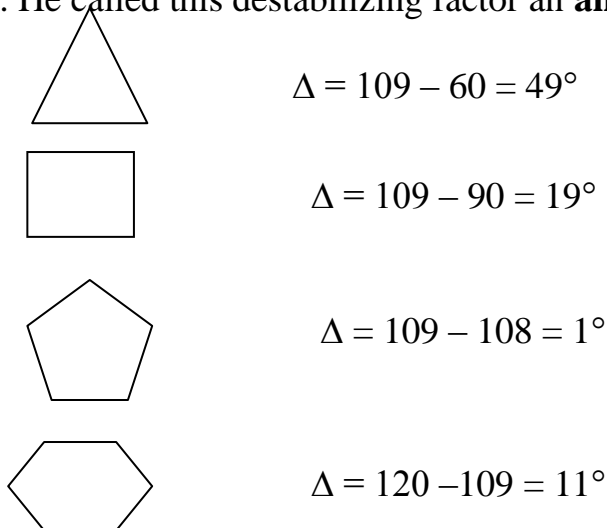 . He called this destabilizing factor an
Δ = 109 – 60 = 49°
Δ = 109 – 90 = 19°
Δ = 109 – 108 = 1°
Δ = 120 –109 = 11°